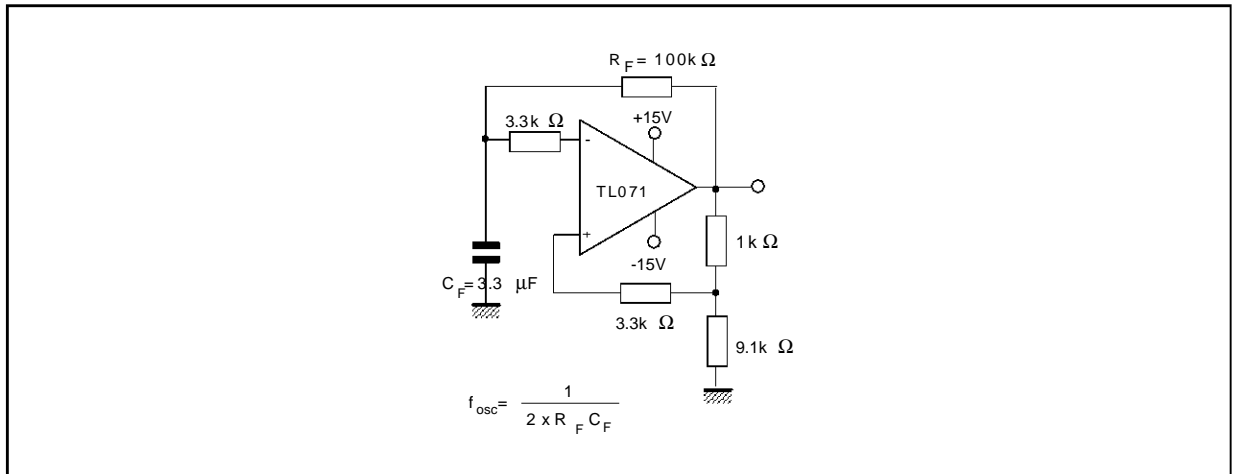 R F = 100k Ω
3.3k Ω
+15V
-
TL071
+
-15V
1k Ω
C F = 3.3 μF
3.3k Ω
9.1k Ω
f osc = 1
2 x R F C F